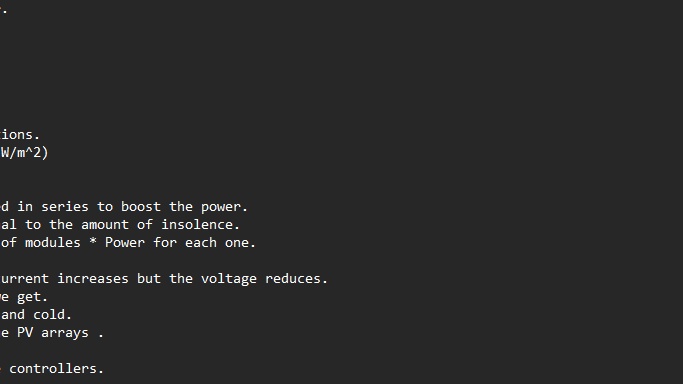 .
ions.
W/m^2)
d in series to boost the power.
al to the amount of insolence.
of modules * Power for each one.
urrent increases but the voltage reduces.
e get.
and cold.
e PV arrays .
controllers.